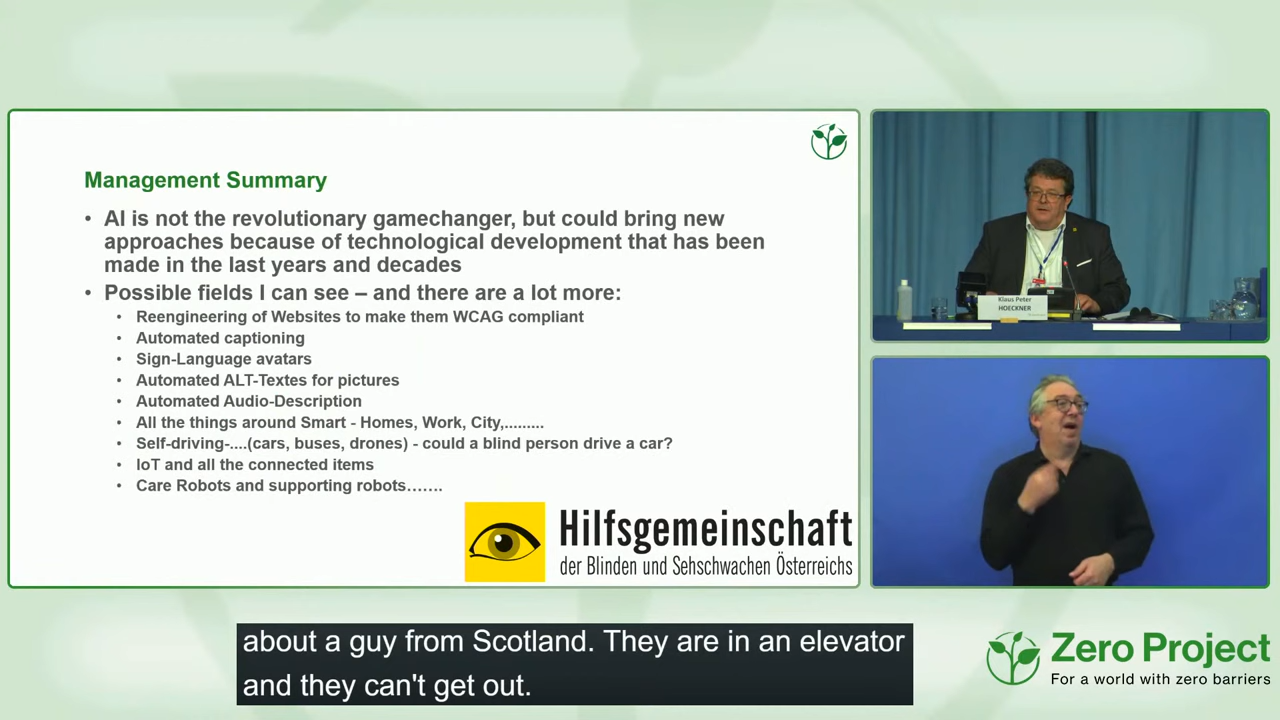 Management Summary
• AI is not the revolutionary gamechanger, but could bring new
approaches because of technological development that has been
made in the last years and decades
• Possible fields I can see – and there are a lot more:
• Reengineering of Websites to make them WCAG compliant
• Automated captioning
• Sign-Language avatars
• Automated ALT-Textes for pictures
• Automated Audio-Description
• All the things around Smart - Homes, Work, City,.........
• Self-driving-....(cars, buses, drones) - could a blind person drive a car?
• IoT and all the connected items
• Care Robots and supporting robots…….
Hilfsgemeinschaft
der Blinden und Sehschwachen Österreichs
Klaus Peter
HOECKNER
about a guy from Scotland. They are in an elevator
and they can't get out.
Zero Project
For a world with zero barriers